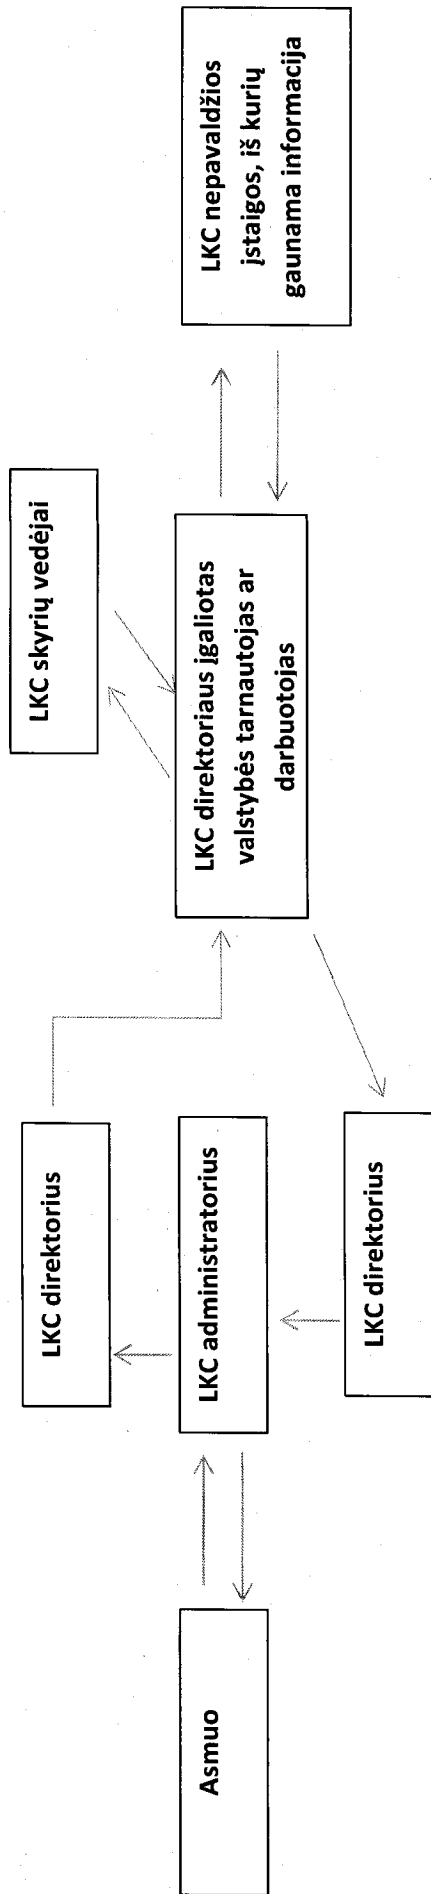 Asmuo
LKC direktorius
LKC administratorius
LKC direktorius
LKC skyrių vedėjai
LKC direktoriaus įgaliotas
valstybės tarnautojas ar
darbuotojas
LKC nepavaldžios
įstaigos, iš kurių
gaunama informacija